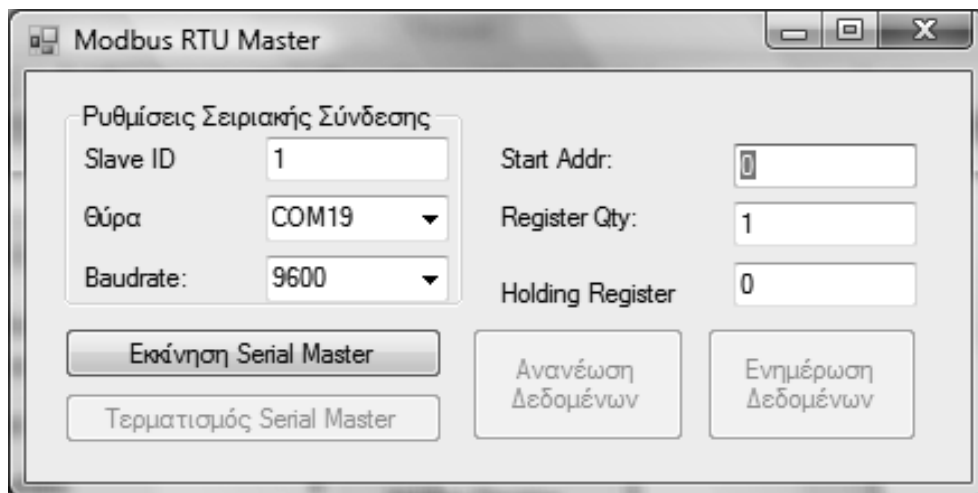 Modbus RTU Master
Ρυθμίσεις Σειριακής Σύνδεσης
Slave ID 1
Θύρα COM19
Baudrate: 9600
Start Addr: 0
Register Qty: 1
Holding Register 0
Εκκίνηση Serial Master
Τερματισμός Serial Master
Ανανέωση
Δεδομένων
Ενημέρωση
Δεδομένων